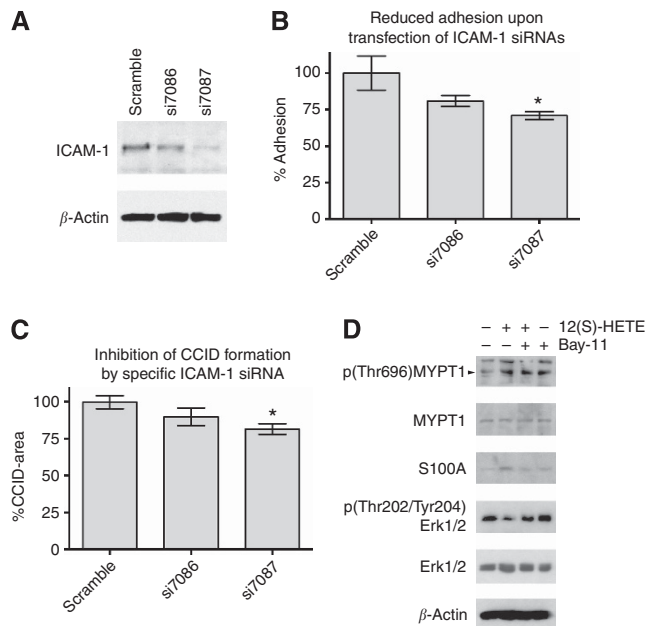 A
Scramble
si7086
si7087
ICAM-1
β-Actin
B
Reduced adhesion upon
transfection of ICAM-1 siRNAs
% Adhesion
100
75
50
25
0
*
Scramble
si7086
si7087
C
Inhibition of CCID formation
by specific ICAM-1 siRNA
%CCID-area
100
75
50
25
0
*
Scramble
si7086
si7087
D
– + + – 12(S)-HETE
– – + + Bay-11
p(Thr696)MYPT1
MYPT1
S100A
p(Thr202/Tyr204)
Erk1/2
Erk1/2
β-Actin